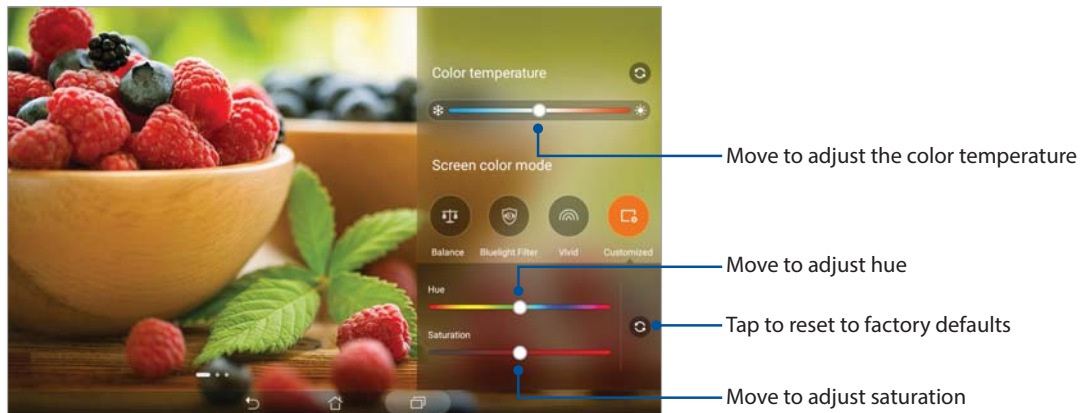 Color temperature
Move to adjust the color temperature
Screen color mode
Balance
Bluelight Filter
Vivid
Customized
Move to adjust hue
Hue
Tap to reset to factory defaults
Saturation
Move to adjust saturation